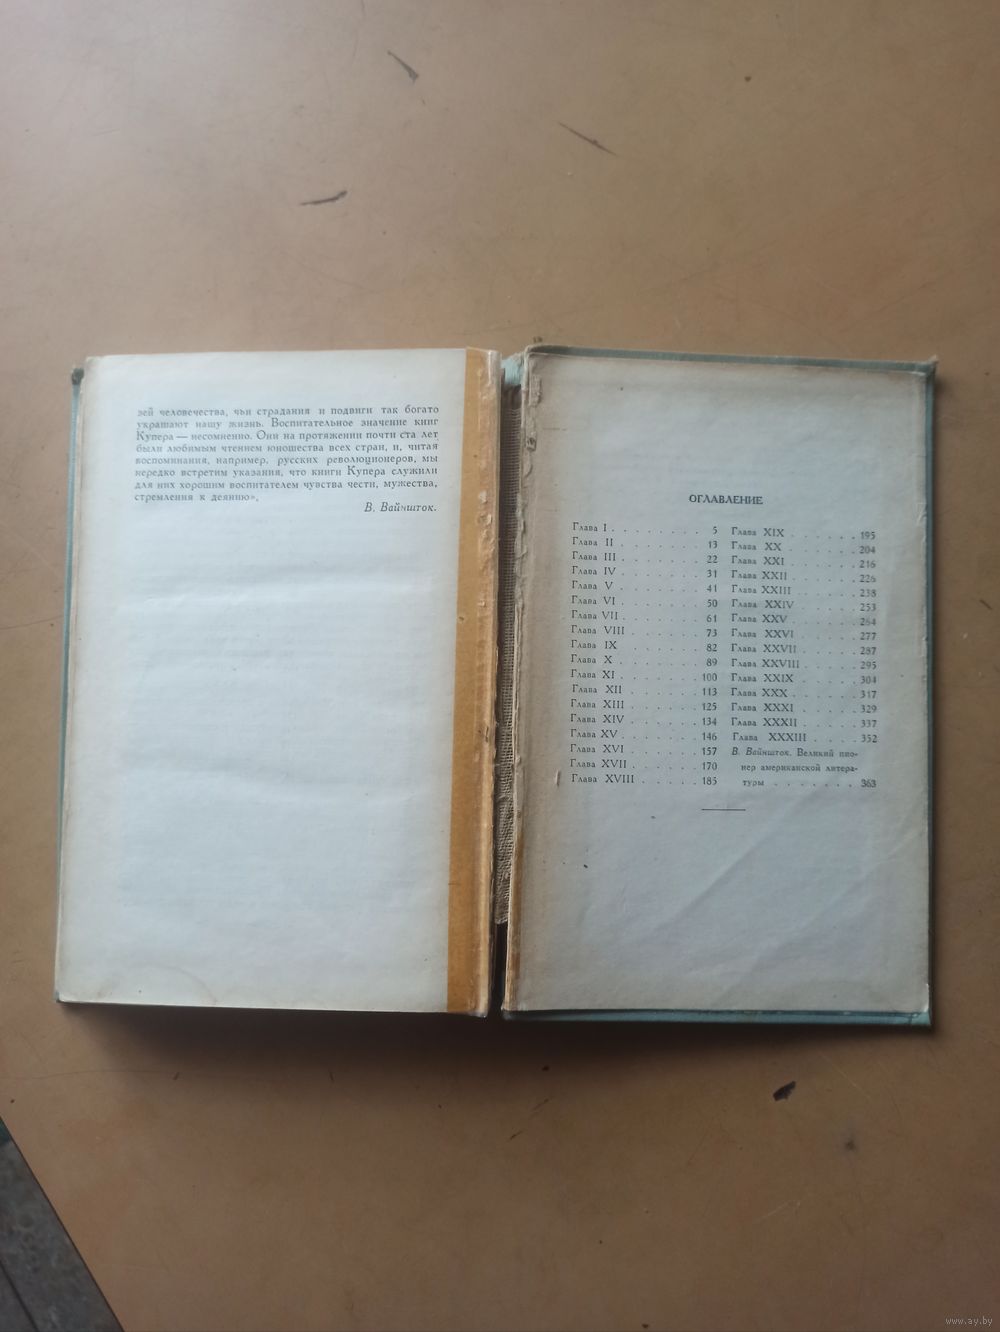 зей человечества, чьи страдания и подвиги так богато
украшают нашу жизнь. Воспитательное значение книг
Купера — несомненно. Они на протяжении почти ста лет
были любимым чтением юношества всех стран, и, читая
воспоминания, например, русских революционеров, мы
нередко встретим указания, что книги Купера служили
для них хорошим воспитателем чувства чести, мужества,
стремления к деянию».
В. Вайншток.
ОГЛАВЛЕНИЕ
Глава I . . . . . . . 5
Глава II . . . . . . 13
Глава III . . . . . . 22
Глава IV . . . . . . 31
Глава V . . . . . . 41
Глава VI . . . . . . 50
Глава VII . . . . . . 61
Глава VIII . . . . . 73
Глава IX . . . . . . 82
Глава X . . . . . . 89
Глава XI . . . . . . 100
Глава XII . . . . . . 113
Глава XIII . . . . . 125
Глава XIV . . . . . 134
Глава XV . . . . . . 146
Глава XVI . . . . . 157
Глава XVII . . . . . 170
Глава XVIII . . . . . 185
Глава XIX . . . . . . 195
Глава XX . . . . . . 204
Глава XXI . . . . . . 216
Глава XXII . . . . . 226
Глава XXIII . . . . . 238
Глава XXIV . . . . . 253
Глава XXV . . . . . 264
Глава XXVI . . . . . 277
Глава XXVII . . . . . 287
Глава XXVIII . . . . 295
Глава XXIX . . . . . 304
Глава XXX . . . . . 317
Глава XXXI . . . . . 329
Глава XXXII . . . . . 337
Глава XXXIII . . . . 352
В. Вайншток. Великий пио-
нер американской литера-
туры . . . . . . . 363
www.ay.by